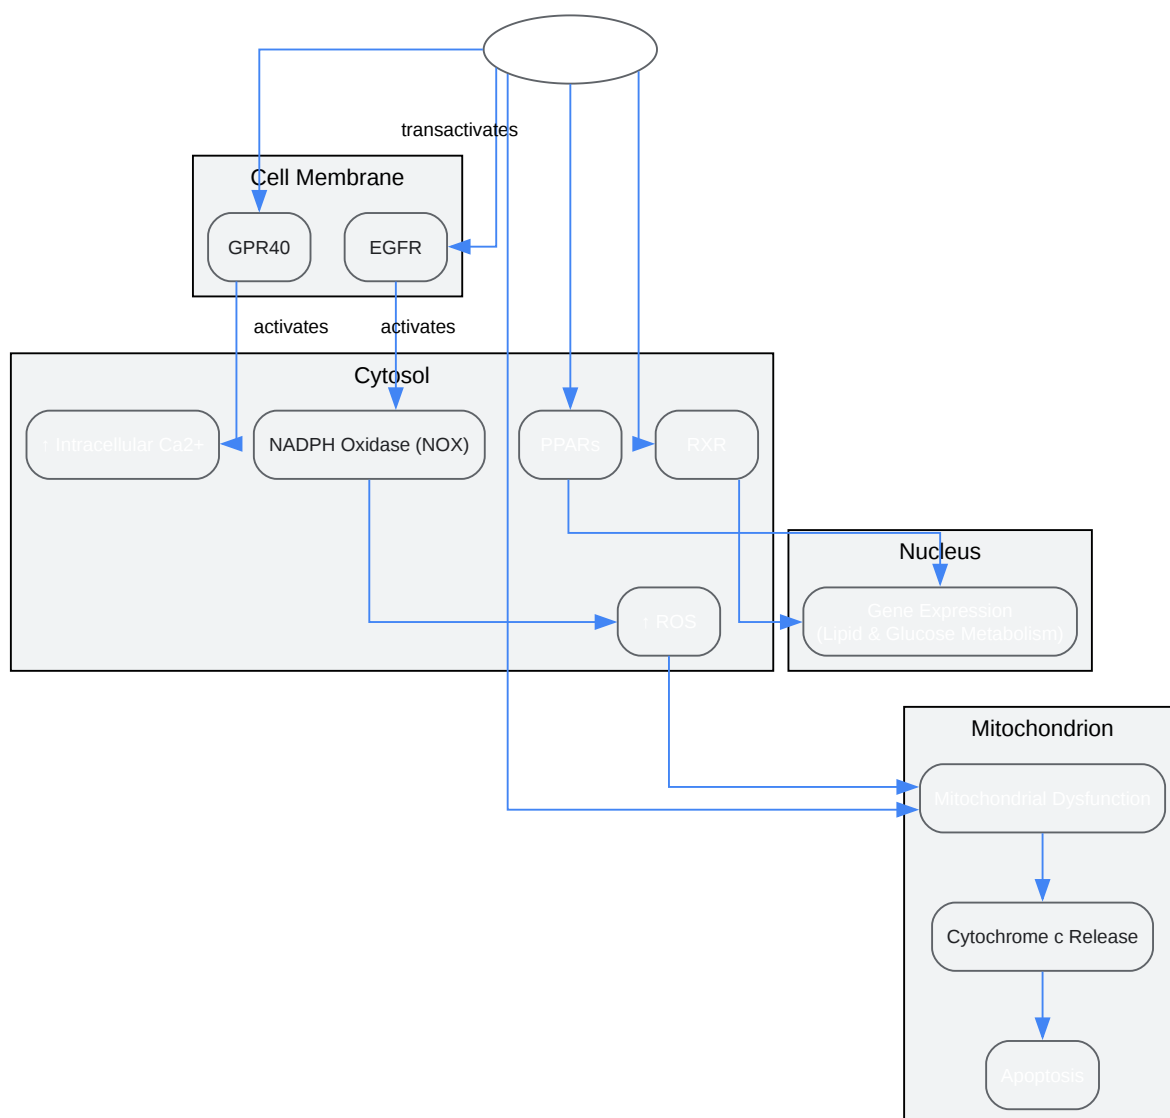 transactivates
Cell Membrane
GPR40
EGFR
activates
activates
Cytosol
↑ Intracellular Ca2+
NADPH Oxidase (NOX)
PPARs
RXR
Nucleus
Gene Expression
(Lipid & Glucose Metabolism)
↑ ROS
Mitochondrion
Mitochondrial Dysfunction
Cytochrome c Release
Apoptosis